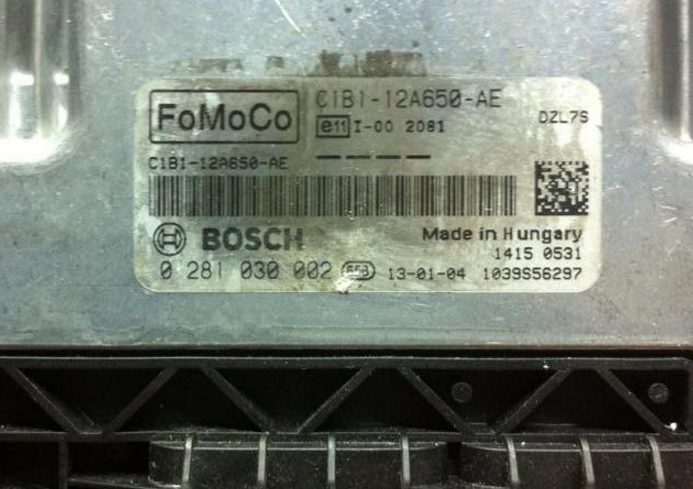 FoMoCo
C1B1-12A650-AE
e11 I-00 2081
DZL7S
C1B1-12A650-AE
BOSCH
Made in Hungary
1415 0531
0 281 030 002
13-01-04
1039S56297